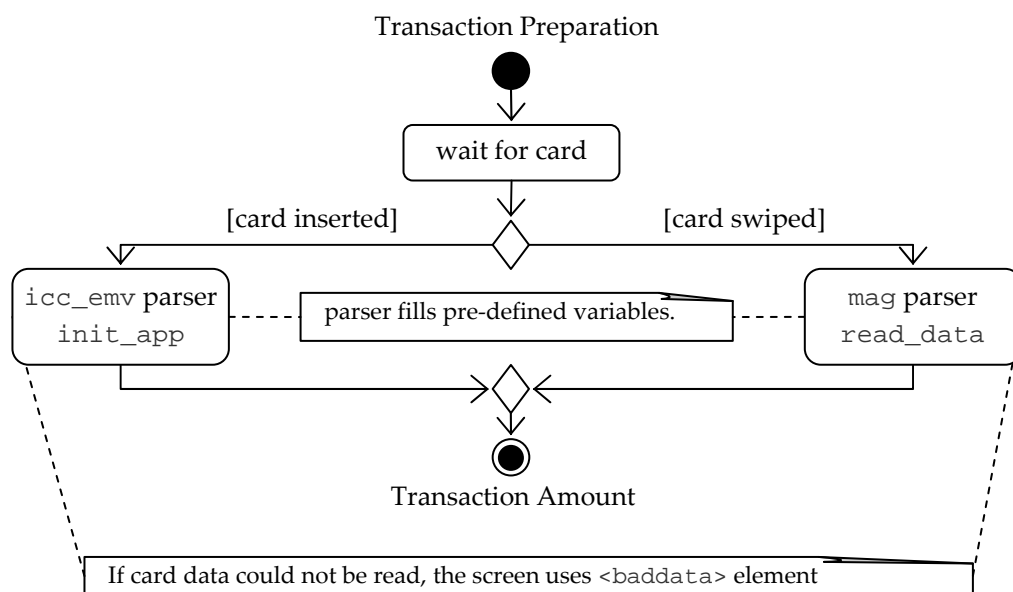 Transaction Preparation
wait for card
[card inserted]
[card swiped]
icc_emv parser
init_app
parser fills pre-defined variables.
mag parser
read_data
Transaction Amount
If card data could not be read, the screen uses <baddata> element